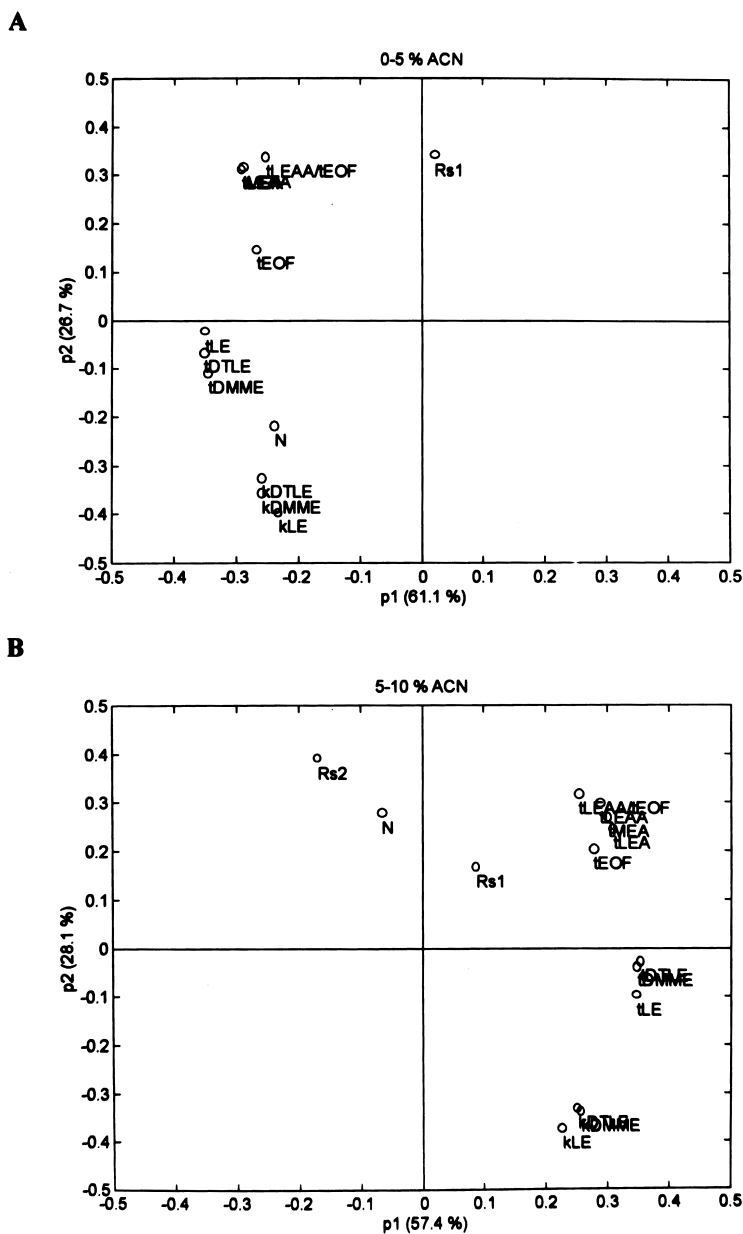 A
0-5 % ACN
0.5
0.4
0.3
0.2
0.1
0
-0.1
-0.2
-0.3
-0.4
-0.5
p2 (26.7 %)
tLEAA/tEOF
Rs1
tEOF
tLE
tDTLE
tDMME
N
kDTLE
kDMME
kLE
-0.5 -0.4 -0.3 -0.2 -0.1 0 0.1 0.2 0.3 0.4 0.5
p1 (61.1 %)
B
5-10 % ACN
0.5
0.4
0.3
0.2
0.1
0
-0.1
-0.2
-0.3
-0.4
-0.5
p2 (28.1 %)
Rs2
tLEAA/tEOF
tLEAA
N
tMEA
tLEA
tEOF
Rs1
tDTLE
tDMME
tLE
kDTLE
kDMME
kLE
-0.5 -0.4 -0.3 -0.2 -0.1 0 0.1 0.2 0.3 0.4 0.5
p1 (57.4 %)